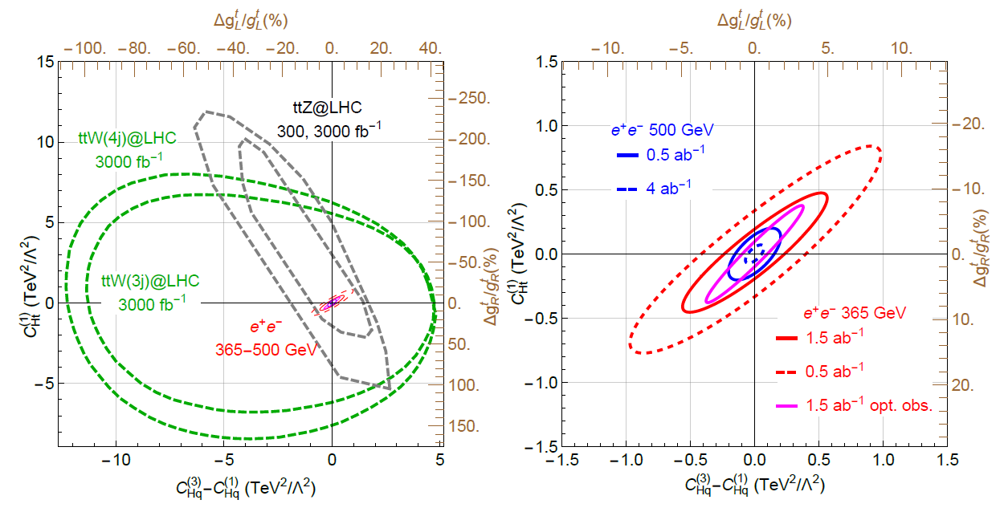 Δg_L^t/g_L^t(%)
−100. −80. −60. −40. −20. 0. 20. 40.
15
10
5
0
−5
−10 −5 0 5
C_Ht^(1) (TeV²/Λ²)
C_Hq^(3)−C_Hq^(1) (TeV²/Λ²)
−250.
−200.
−150.
−100.
−50.
0.
50.
100.
150.
Δg_R^t/g_R^t(%)
ttZ@LHC
300, 3000 fb⁻¹
ttW(4j)@LHC
3000 fb⁻¹
ttW(3j)@LHC
3000 fb⁻¹
e⁺e⁻
365−500 GeV
Δg_L^t/g_L^t(%)
−10. −5. 0. 5. 10.
1.5
1.0
0.5
0.0
−0.5
−1.0
−1.5
−1.5 −1.0 −0.5 0.0 0.5 1.0 1.5
C_Ht^(1) (TeV²/Λ²)
C_Hq^(3)−C_Hq^(1) (TeV²/Λ²)
−20.
−10.
0.
10.
20.
Δg_R^t/g_R^t(%)
e⁺e⁻ 500 GeV
0.5 ab⁻¹
4 ab⁻¹
e⁺e⁻ 365 GeV
1.5 ab⁻¹
0.5 ab⁻¹
1.5 ab⁻¹ opt. obs.